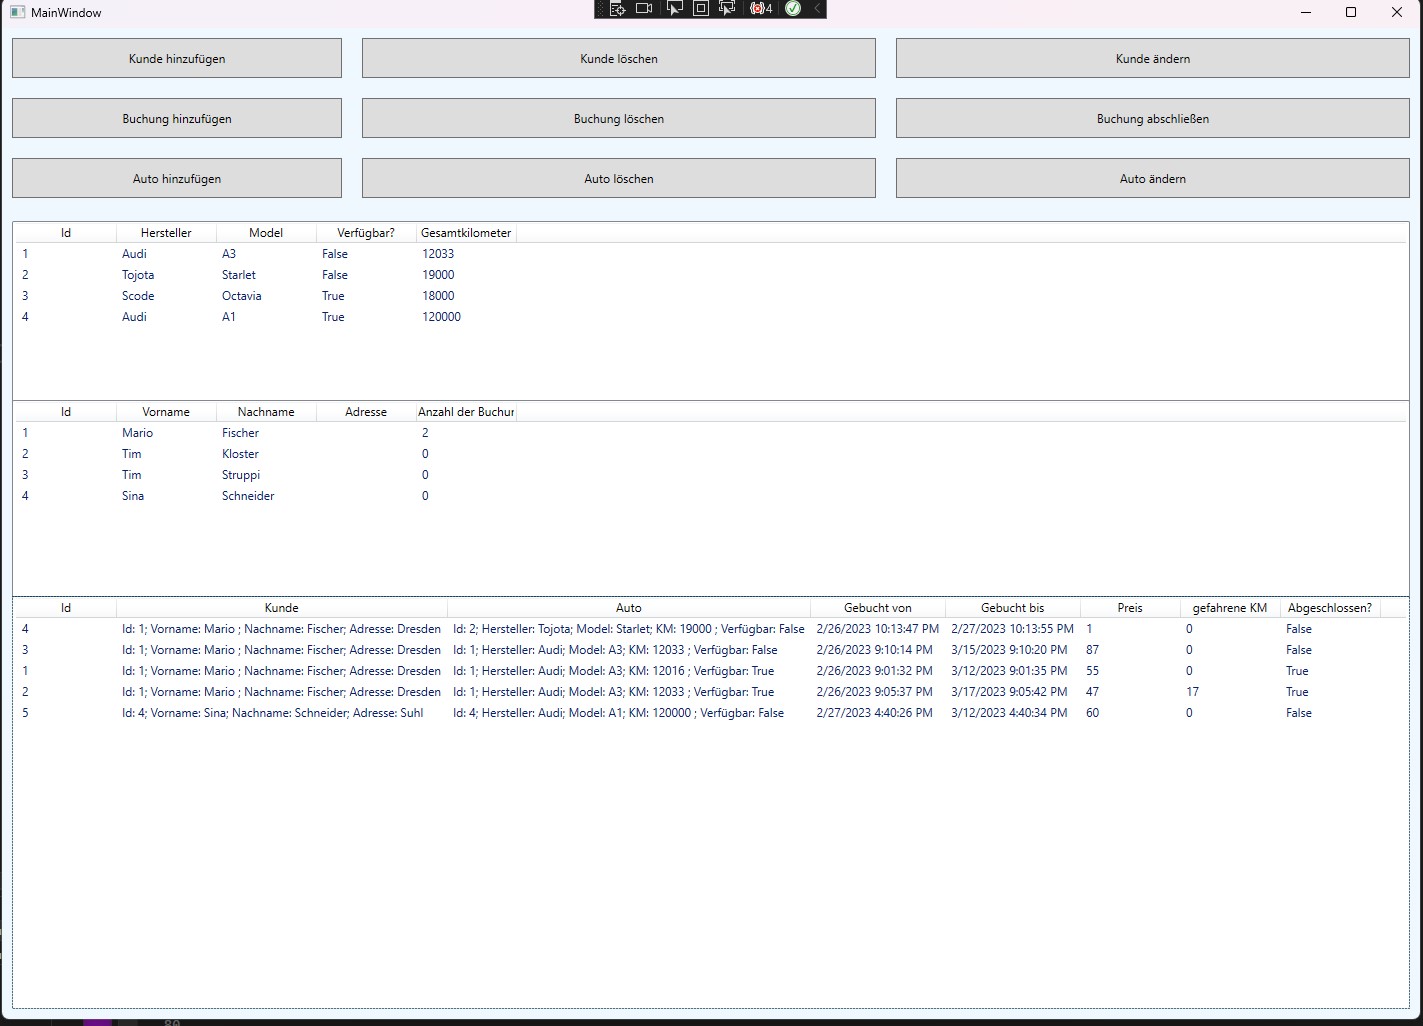 MainWindow
4
Kunde hinzufügen Kunde löschen Kunde ändern
Buchung hinzufügen Buchung löschen Buchung abschließen
Auto hinzufügen Auto löschen Auto ändern
Id Hersteller Model Verfügbar? Gesamtkilometer
1 Audi A3 False 12033
2 Tojota Starlet False 19000
3 Scode Octavia True 18000
4 Audi A1 True 120000
Id Vorname Nachname Adresse Anzahl der Buchur
1 Mario Fischer 2
2 Tim Kloster 0
3 Tim Struppi 0
4 Sina Schneider 0
Id Kunde Auto Gebucht von Gebucht bis Preis gefahrene KM Abgeschlossen?
4 Id: 1; Vorname: Mario ; Nachname: Fischer; Adresse: Dresden Id: 2; Hersteller: Tojota; Model: Starlet; KM: 19000 ; Verfügbar: False 2/26/2023 10:13:47 PM 2/27/2023 10:13:55 PM 1 0 False
3 Id: 1; Vorname: Mario ; Nachname: Fischer; Adresse: Dresden Id: 1; Hersteller: Audi; Model: A3; KM: 12033 ; Verfügbar: False 2/26/2023 9:10:14 PM 3/15/2023 9:10:20 PM 87 0 False
1 Id: 1; Vorname: Mario ; Nachname: Fischer; Adresse: Dresden Id: 1; Hersteller: Audi; Model: A3; KM: 12016 ; Verfügbar: True 2/26/2023 9:01:32 PM 3/12/2023 9:01:35 PM 55 0 True
2 Id: 1; Vorname: Mario ; Nachname: Fischer; Adresse: Dresden Id: 1; Hersteller: Audi; Model: A3; KM: 12033 ; Verfügbar: True 2/26/2023 9:05:37 PM 3/17/2023 9:05:42 PM 47 17 True
5 Id: 4; Vorname: Sina; Nachname: Schneider; Adresse: Suhl Id: 4; Hersteller: Audi; Model: A1; KM: 120000 ; Verfügbar: False 2/27/2023 4:40:26 PM 3/12/2023 4:40:34 PM 60 0 False